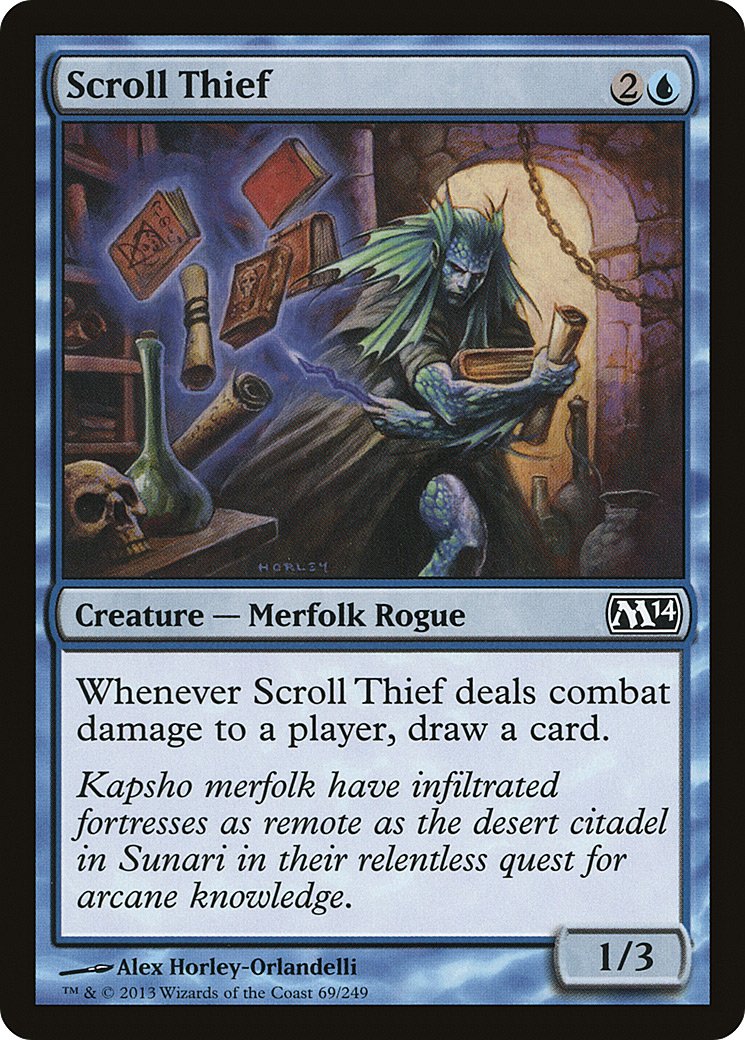 Scroll Thief 2
HORLEY
Creature — Merfolk Rogue M14
Whenever Scroll Thief deals combat
damage to a player, draw a card.
Kapsho merfolk have infiltrated
fortresses as remote as the desert citadel
in Sunari in their relentless quest for
arcane knowledge.
1/3
Alex Horley-Orlandelli
™ & © 2013 Wizards of the Coast 69/249